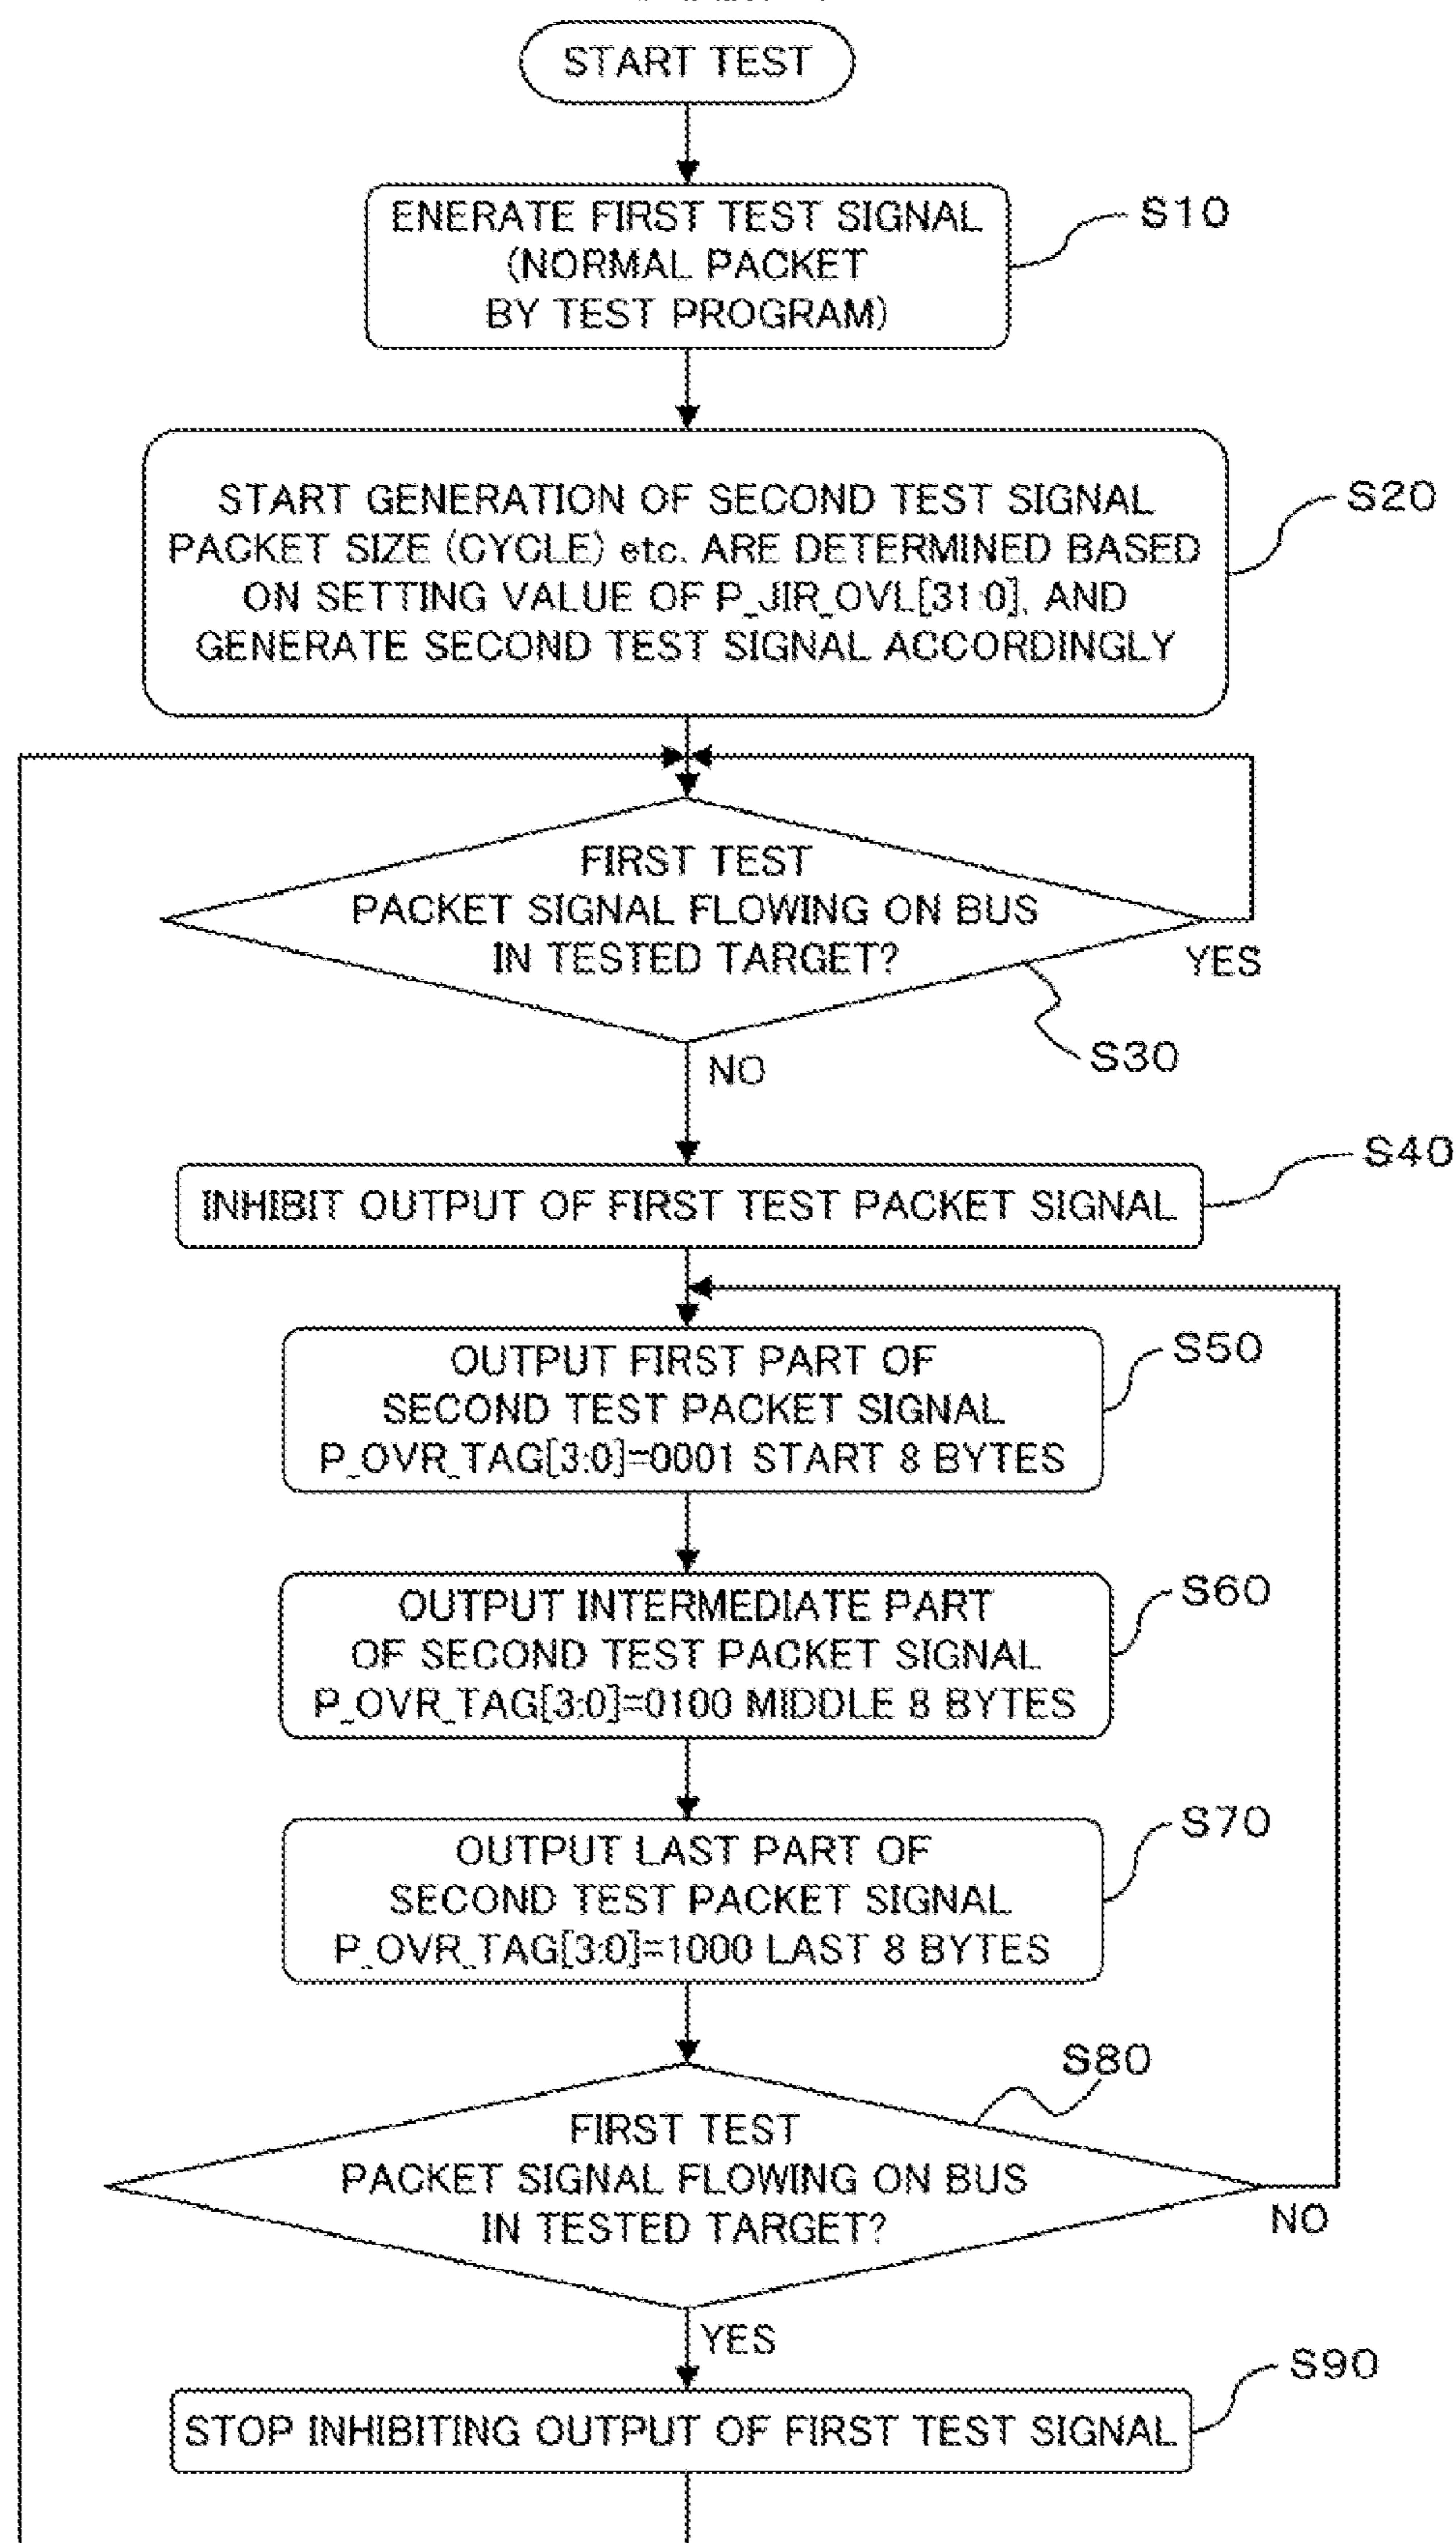 START TEST
ENERATE FIRST TEST SIGNAL
(NORMAL PACKET
BY TEST PROGRAM)
S10
START GENERATION OF SECOND TEST SIGNAL
PACKET SIZE (CYCLE) etc. ARE DETERMINED BASED
ON SETTING VALUE OF P_JIR_OVL[31:0], AND
GENERATE SECOND TEST SIGNAL ACCORDINGLY
S20
FIRST TEST
PACKET SIGNAL FLOWING ON BUS
IN TESTED TARGET?
YES
S30
NO
S40
INHIBIT OUTPUT OF FIRST TEST PACKET SIGNAL
OUTPUT FIRST PART OF
SECOND TEST PACKET SIGNAL
P_OVR_TAG[3:0]=0001 START 8 BYTES
S50
OUTPUT INTERMEDIATE PART
OF SECOND TEST PACKET SIGNAL
P_OVR_TAG[3:0]=0100 MIDDLE 8 BYTES
S60
OUTPUT LAST PART OF
SECOND TEST PACKET SIGNAL
P_OVR_TAG[3:0]=1000 LAST 8 BYTES
S70
S80
FIRST TEST
PACKET SIGNAL FLOWING ON BUS
IN TESTED TARGET?
NO
YES
S90
STOP INHIBITING OUTPUT OF FIRST TEST SIGNAL